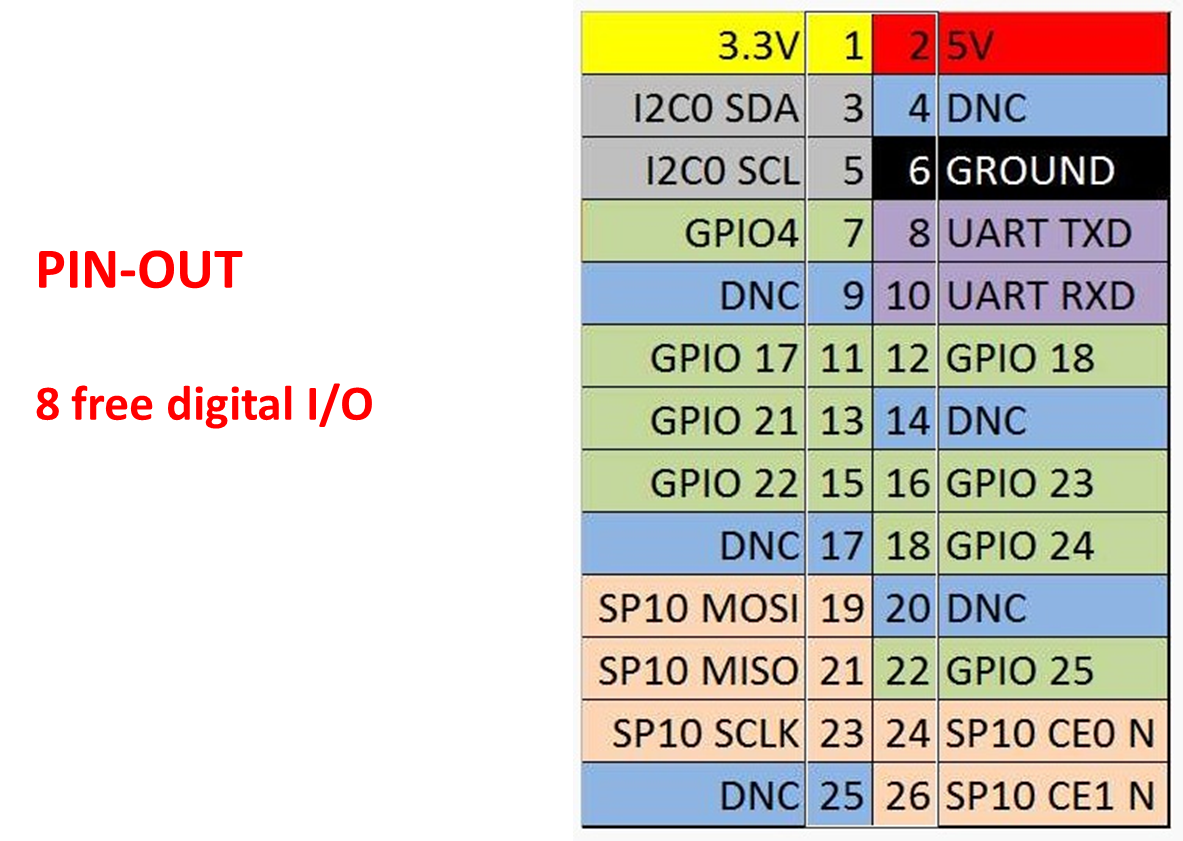 PIN-OUT
8 free digital I/O
3.3V 1 2 5V
I2C0 SDA 3 4 DNC
I2C0 SCL 5 6 GROUND
GPIO4 7 8 UART TXD
DNC 9 10 UART RXD
GPIO 17 11 12 GPIO 18
GPIO 21 13 14 DNC
GPIO 22 15 16 GPIO 23
DNC 17 18 GPIO 24
SP10 MOSI 19 20 DNC
SP10 MISO 21 22 GPIO 25
SP10 SCLK 23 24 SP10 CE0 N
DNC 25 26 SP10 CE1 N